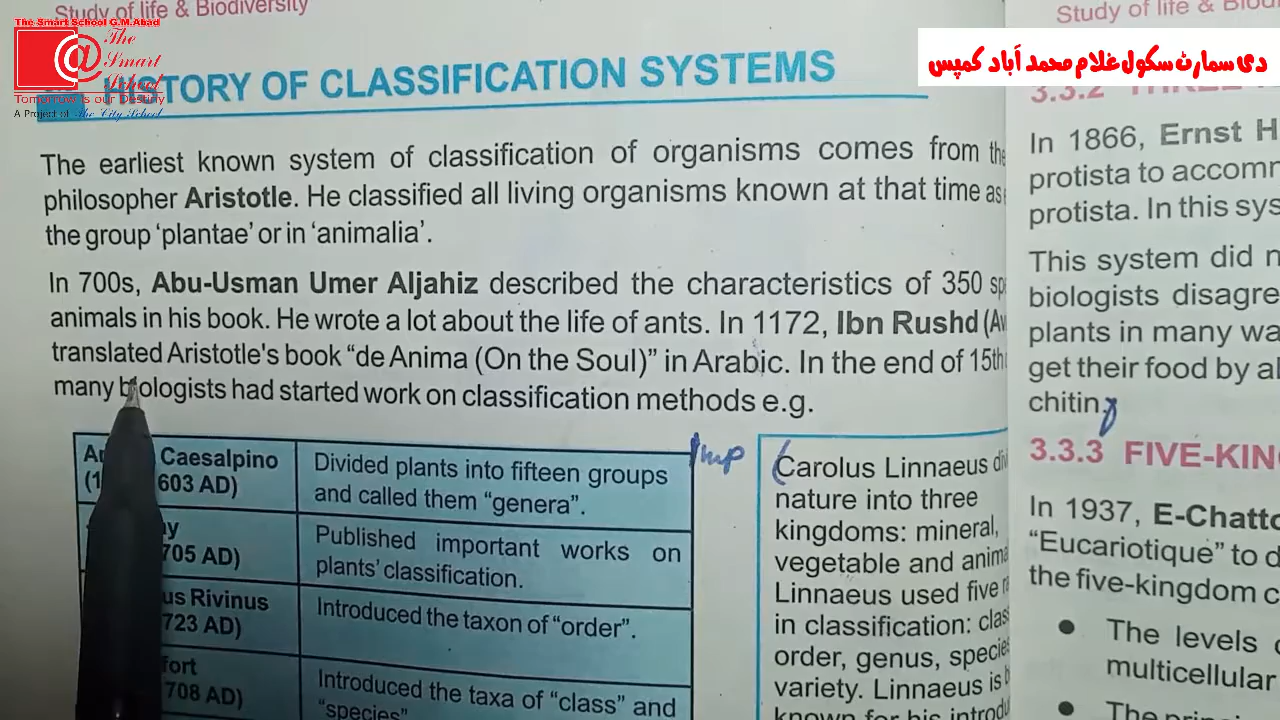 Study of life & Biodiversity
The Smart School G.M.Abad
The
Smart
School
Tomorrow is our Destiny
A Project of The City School
دی سمارٹ سکول غلام محمد آباد کمپس
HISTORY OF CLASSIFICATION SYSTEMS
The earliest known system of classification of organisms comes from the
philosopher Aristotle. He classified all living organisms known at that time as
the group ‘plantae’ or in ‘animalia’.
In 700s, Abu-Usman Umer Aljahiz described the characteristics of 350
animals in his book. He wrote a lot about the life of ants. In 1172, Ibn Rushd
translated Aristotle's book “de Anima (On the Soul)” in Arabic. In the end of 15th
many biologists had started work on classification methods e.g.
Caesalpino
603 AD)
Divided plants into fifteen groups
and called them “genera”.
705 AD)
Published important works on
plants’ classification.
Rivinus
723 AD)
Introduced the taxon of “order”.
708 AD)
Introduced the taxa of “class” and
“species”
Imp
Carolus Linnaeus
nature into three
kingdoms: mineral,
vegetable and
Linnaeus used five
in classification:
order, genus,
variety. Linnaeus is
known for his
Study of life &
3.3.2
In 1866, Ernst
protista to
protista. In this
This system did
biologists
plants in many
get their food by
chitin.
3.3.3 FIVE-
In 1937,
“Eucariotique” to
the five-kingdom
● The levels
multicellular
● The